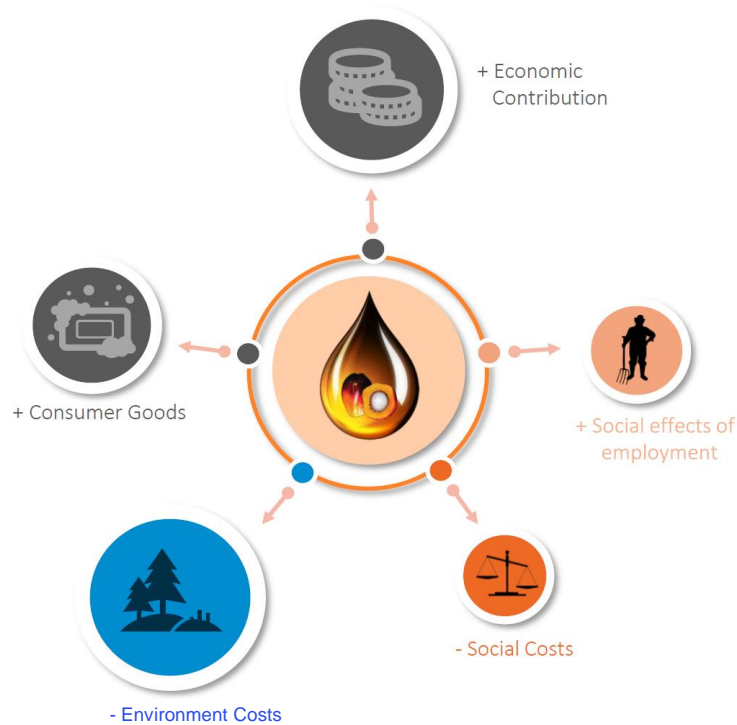 + Economic
Contribution
+ Consumer Goods
+ Social effects of
employment
- Social Costs
- Environment Costs